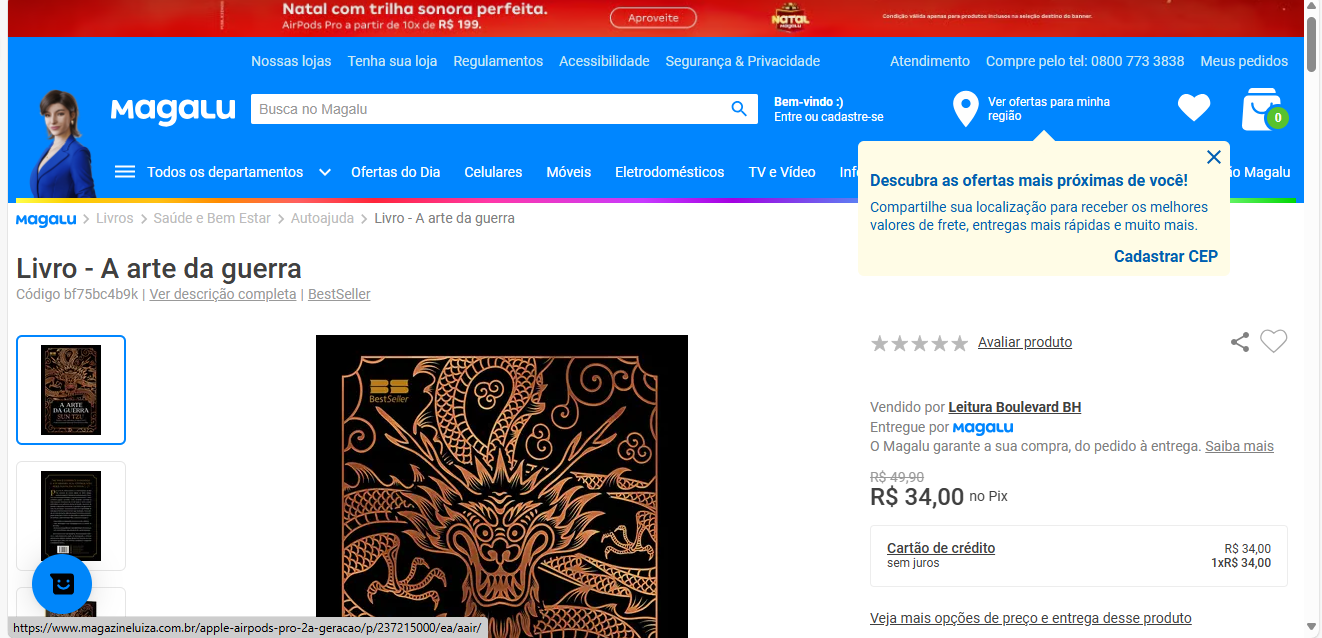 Natal com trilha sonora perfeita.
AirPods Pro a partir de 10x de R$ 199.
Aproveite
NATAL
MAGALU
Condição válida apenas para produtos inclusos na seleção destino do banner.
Nossas lojas Tenha sua loja Regulamentos Acessibilidade Segurança & Privacidade Atendimento Compre pelo tel: 0800 773 3838 Meus pedidos
MAGALU
Busca no Magalu
Bem-vindo :)
Entre ou cadastre-se
Ver ofertas para minha
região
0
Todos os departamentos Ofertas do Dia Celulares Móveis Eletrodomésticos TV e Vídeo Inf
io Magalu
Descubra as ofertas mais próximas de você!
Compartilhe sua localização para receber os melhores
valores de frete, entregas mais rápidas e muito mais.
Cadastrar CEP
MAGALU > Livros > Saúde e Bem Estar > Autoajuda > Livro - A arte da guerra
Livro - A arte da guerra
Código bf75bc4b9k | Ver descrição completa | BestSeller
A ARTE
DA GUERRA
SUN TZU
BestSeller
Avaliar produto
Vendido por Leitura Boulevard BH
Entregue por MAGALU
O Magalu garante a sua compra, do pedido à entrega. Saiba mais
R$ 49,90
R$ 34,00 no Pix
Cartão de crédito R$ 34,00
sem juros 1xR$ 34,00
Veja mais opções de preço e entrega desse produto
https://www.magazineluiza.com.br/apple-airpods-pro-2a-geracao/p/237215000/ea/aair/